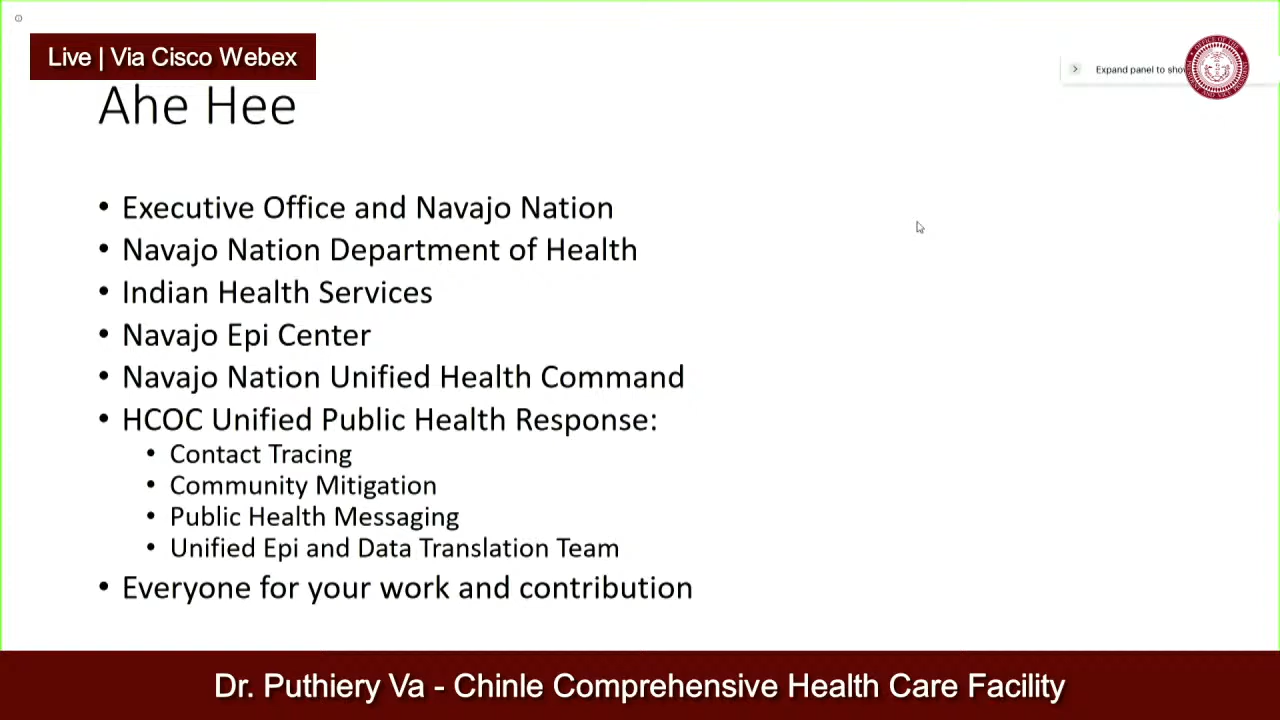 Live | Via Cisco Webex
Expand panel to
Ahe Hee
• Executive Office and Navajo Nation
• Navajo Nation Department of Health
• Indian Health Services
• Navajo Epi Center
• Navajo Nation Unified Health Command
• HCOC Unified Public Health Response:
• Contact Tracing
• Community Mitigation
• Public Health Messaging
• Unified Epi and Data Translation Team
• Everyone for your work and contribution
Dr. Puthiery Va - Chinle Comprehensive Health Care Facility